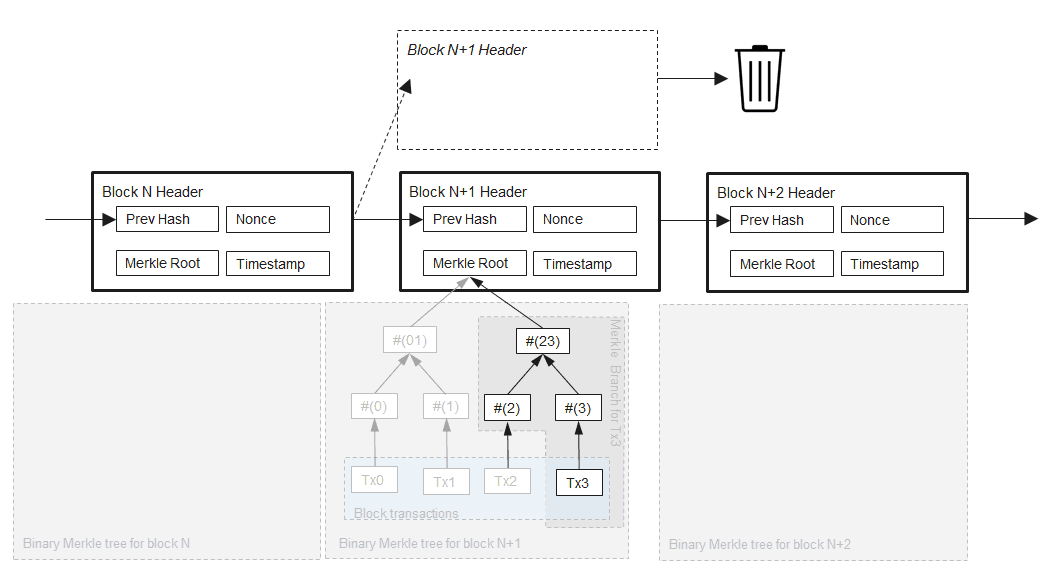 Block N+1 Header
Block N Header
Prev Hash
Nonce
Merkle Root
Timestamp
Block N+1 Header
Prev Hash
Nonce
Merkle Root
Timestamp
Block N+2 Header
Prev Hash
Nonce
Merkle Root
Timestamp
#(01)
#(23)
#(0)
#(1)
#(2)
#(3)
Tx0
Tx1
Tx2
Tx3
Merkle Branch for Tx3
Block transactions
Binary Merkle tree for block N
Binary Merkle tree for block N+1
Binary Merkle tree for block N+2